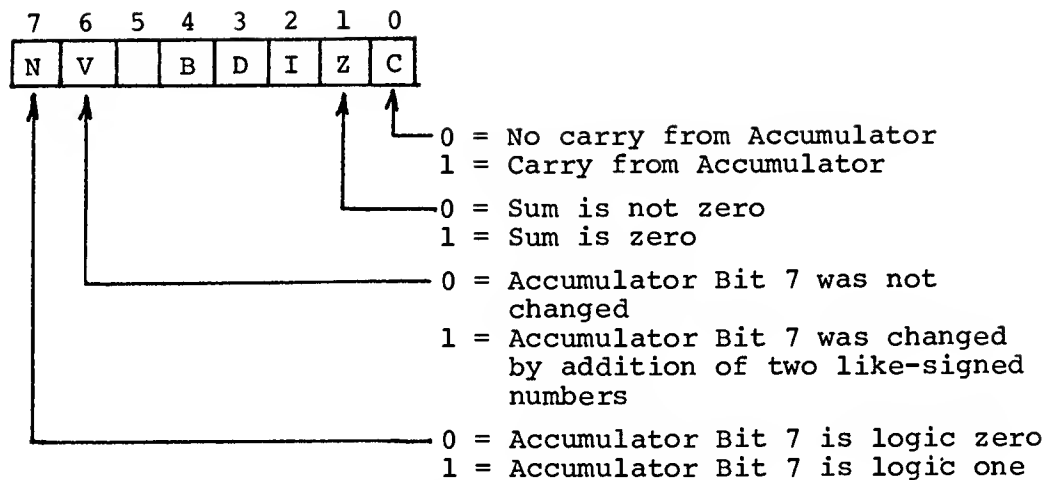 7 6 5 4 3 2 1 0
N V B D I Z C
0 = No carry from Accumulator
1 = Carry from Accumulator
0 = Sum is not zero
1 = Sum is zero
0 = Accumulator Bit 7 was not
changed
1 = Accumulator Bit 7 was changed
by addition of two like-signed
numbers
0 = Accumulator Bit 7 is logic zero
1 = Accumulator Bit 7 is logic one